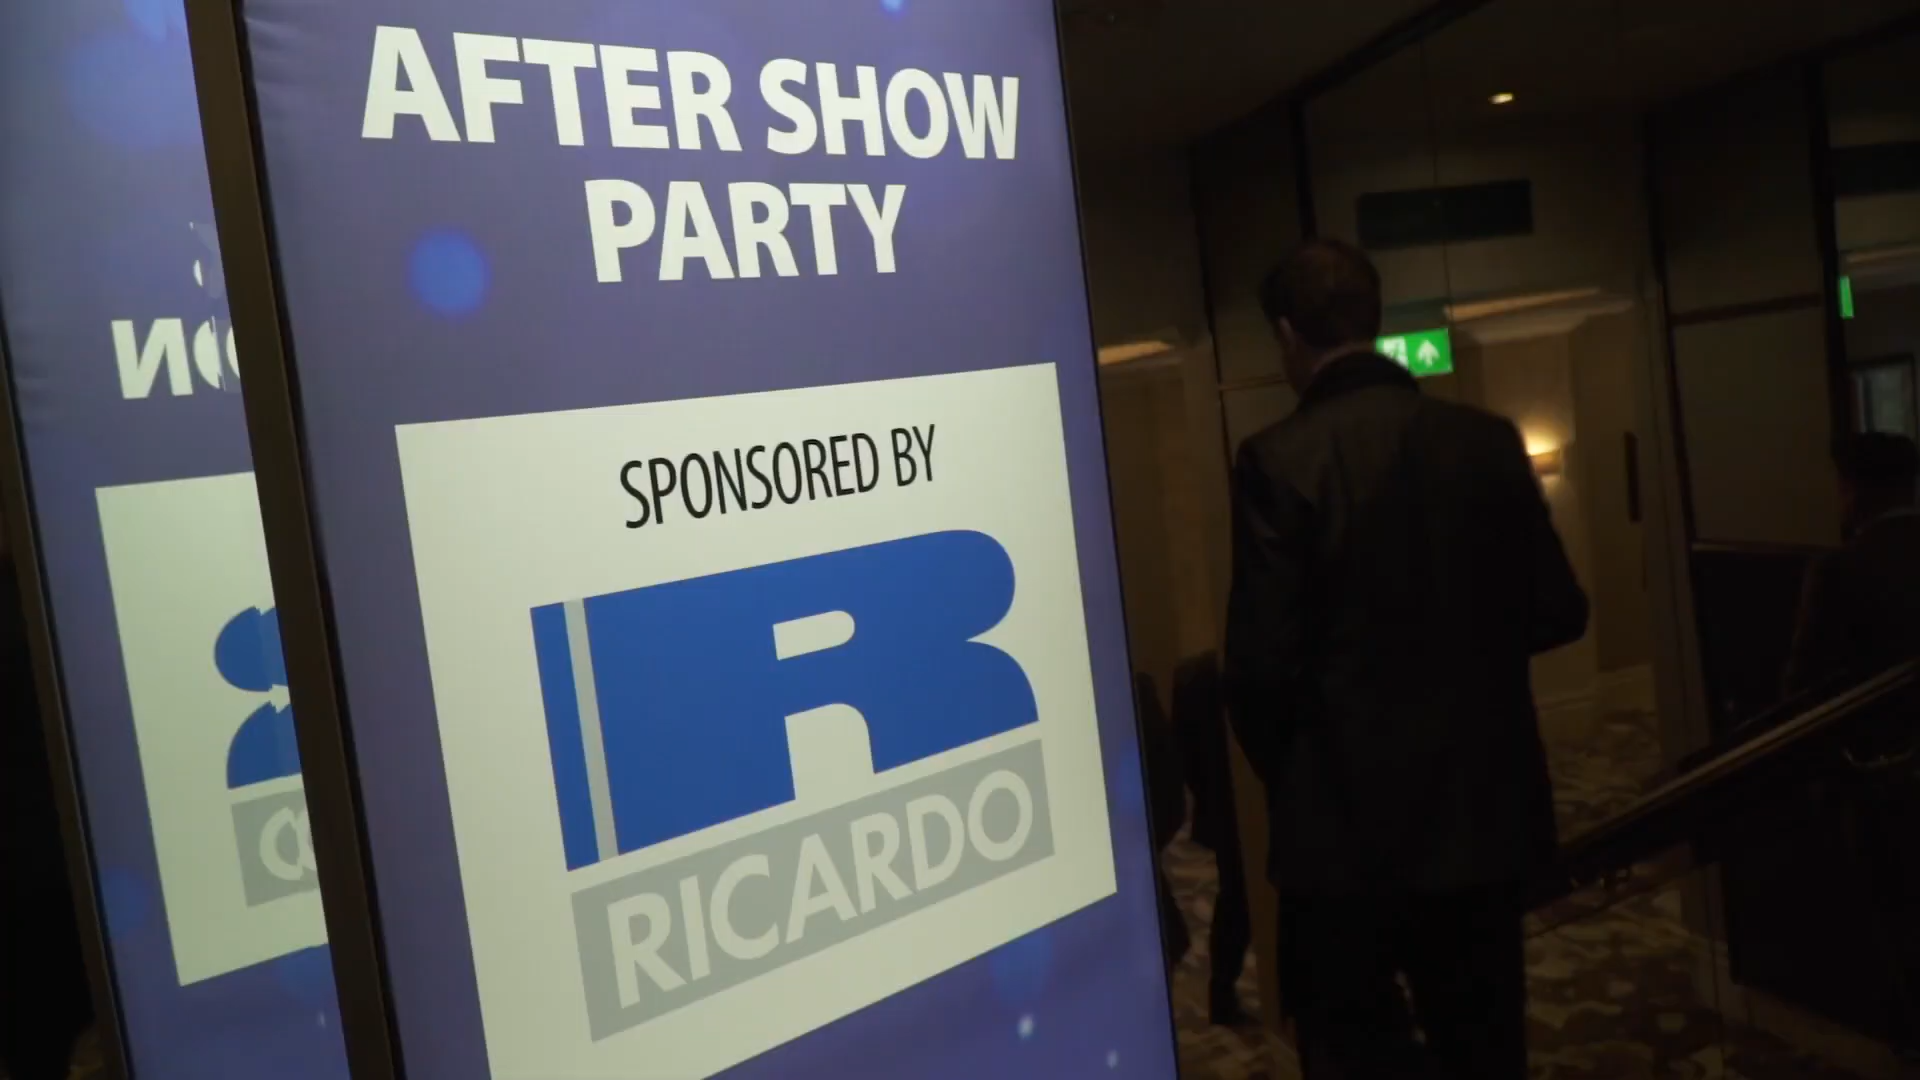 AFTER SHOW
PARTY
SPONSORED BY
R
RICARDO